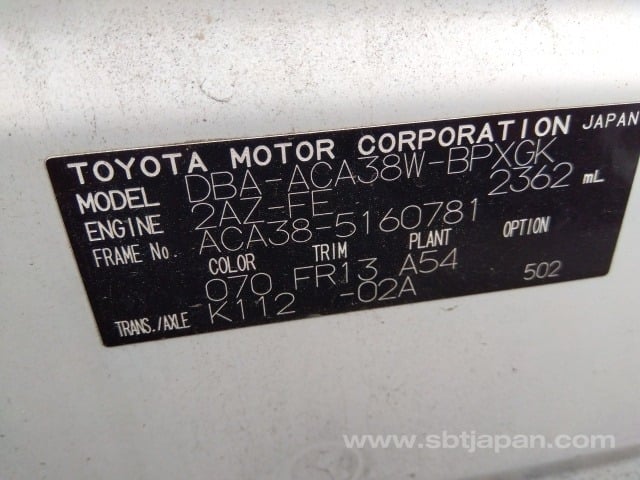 TOYOTA MOTOR CORPORATION JAPAN
MODEL DBA-ACA38W-BPXGK
ENGINE 2AZ-FE 2362 mL
FRAME No. ACA38-5160781
COLOR TRIM PLANT OPTION
070 FR13 A54 502
TRANS./AXLE K112 -02A
www.sbtjapan.com